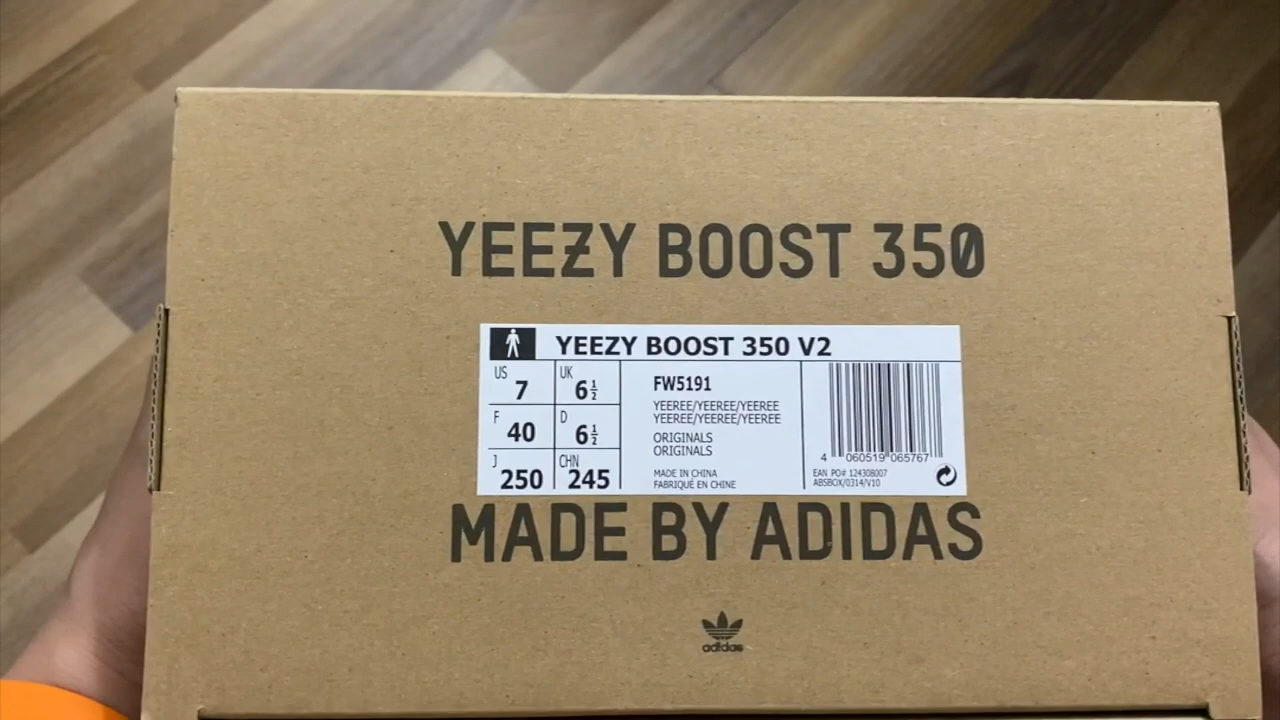 YEEZY BOOST 350
YEEZY BOOST 350 V2
US 7 UK 6½
F 40 D 6½
J 250 CHN 245
FW5191
YEEREE/YEEREE/YEEREE
YEEREE/YEEREE/YEEREE
ORIGINALS
ORIGINALS
MADE IN CHINA
FABRIQUÉ EN CHINE
4 060519 065767
EAN PO# 124308007
ABSBOX/0314/V10
MADE BY ADIDAS
adidas